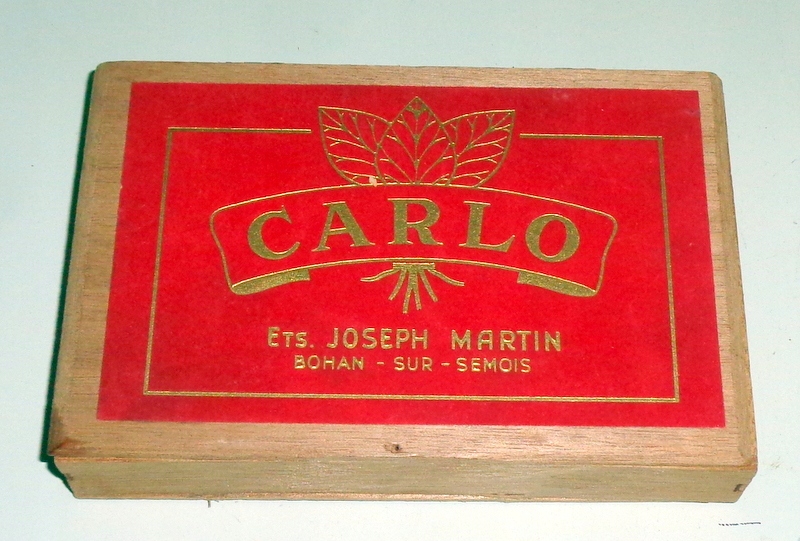 CARLO
ETS. JOSEPH MARTIN
BOHAN - SUR - SEMOIS